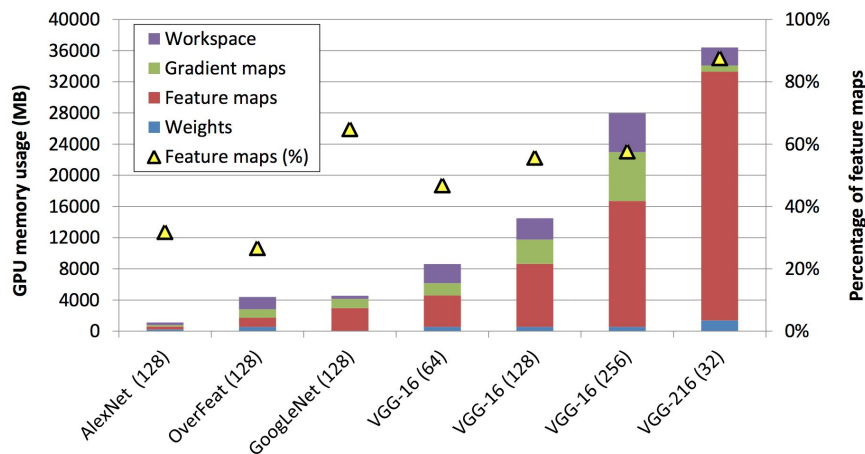 GPU memory usage (MB)
40000
36000
32000
28000
24000
20000
16000
12000
8000
4000
0
Workspace
Gradient maps
Feature maps
Weights
Feature maps (%)
100%
80%
60%
40%
20%
0%
Percentage of feature maps
AlexNet (128)
OverFeat (128)
GoogLeNet (128)
VGG-16 (64)
VGG-16 (128)
VGG-16 (256)
VGG-216 (32)